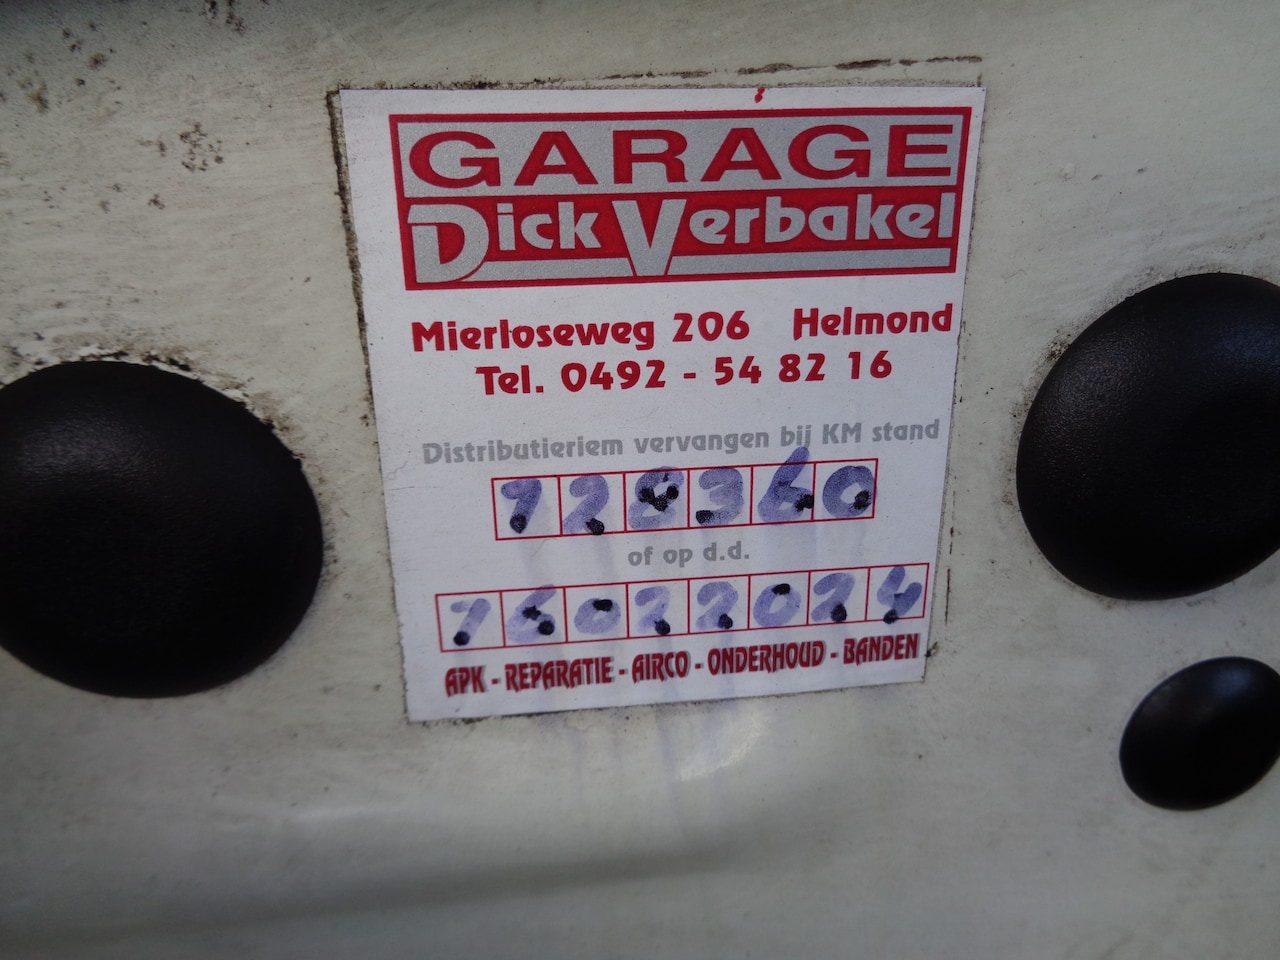 GARAGE
Dick Verbakel
Mierloseweg 206 Helmond
Tel. 0492 - 54 82 16
Distributieriem vervangen bij KM stand
128360
of op d.d.
16022024
APK - REPARATIE - AIRCO - ONDERHOUD - BANDEN